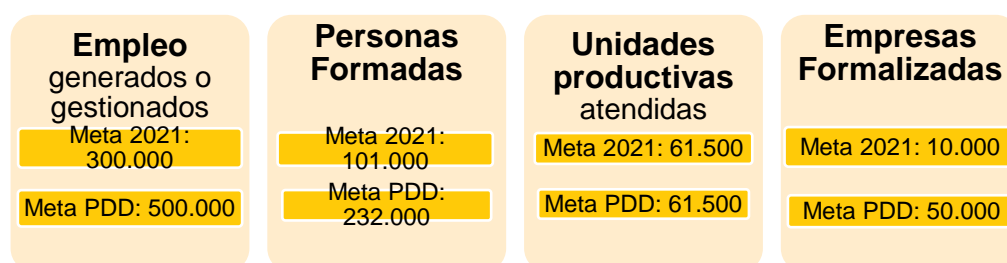 Empleo
generados o
gestionados
Meta 2021:
300.000
Meta PDD: 500.000
Personas
Formadas
Meta 2021:
101.000
Meta PDD:
232.000
Unidades
productivas
atendidas
Meta 2021: 61.500
Meta PDD: 61.500
Empresas
Formalizadas
Meta 2021: 10.000
Meta PDD: 50.000